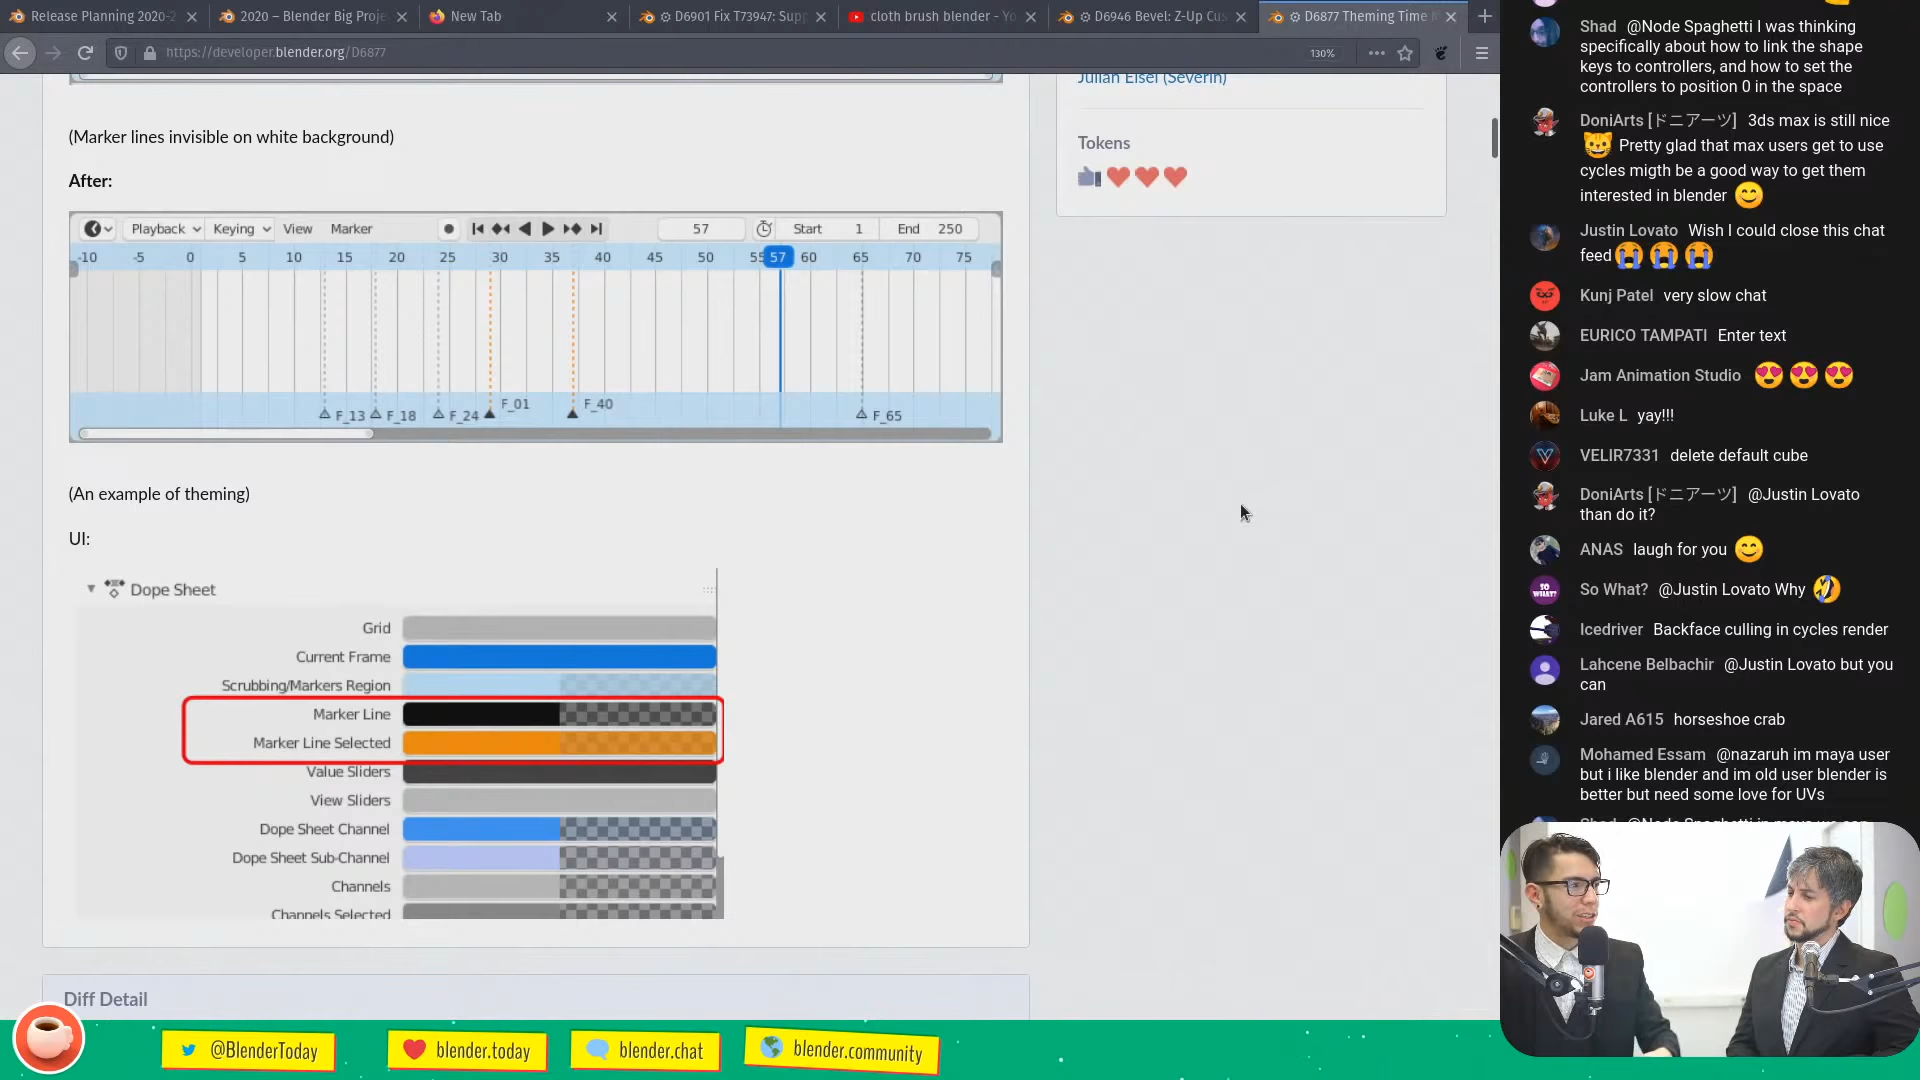 Release Planning 2020-2
2020 – Blender Big Proje
New Tab
D6901 Fix T73947: Supp
cloth brush blender - Yo
D6946 Bevel: Z-Up Cus
D6877 Theming Time M
https://developer.blender.org/D6877
130%
Julian Eisel (Severin)
Tokens
(Marker lines invisible on white background)
After:
Playback Keying View Marker 57 Start 1 End 250
-10 -5 0 5 10 15 20 25 30 35 40 45 50 55 57 60 65 70 75
F_13 F_18 F_24 F_01 F_40 F_65
(An example of theming)
UI:
Dope Sheet
Grid
Current Frame
Scrubbing/Markers Region
Marker Line
Marker Line Selected
Value Sliders
View Sliders
Dope Sheet Channel
Dope Sheet Sub-Channel
Channels
Channels Selected
Diff Detail
Shad @Node Spaghetti I was thinking
specifically about how to link the shape
keys to controllers, and how to set the
controllers to position 0 in the space
DoniArts [ドニアーツ] 3ds max is still nice
Pretty glad that max users get to use
cycles migth be a good way to get them
interested in blender
Justin Lovato Wish I could close this chat
feed
Kunj Patel very slow chat
EURICO TAMPATI Enter text
Jam Animation Studio
Luke L yay!!!
VELIR7331 delete default cube
DoniArts [ドニアーツ] @Justin Lovato
than do it?
ANAS laugh for you
SO WHAT?
So What? @Justin Lovato Why
Icedriver Backface culling in cycles render
Lahcene Belbachir @Justin Lovato but you
can
Jared A615 horseshoe crab
Mohamed Essam @nazaruh im maya user
but i like blender and im old user blender is
better but need some love for UVs
@BlenderToday
blender.today
blender.chat
blender.community